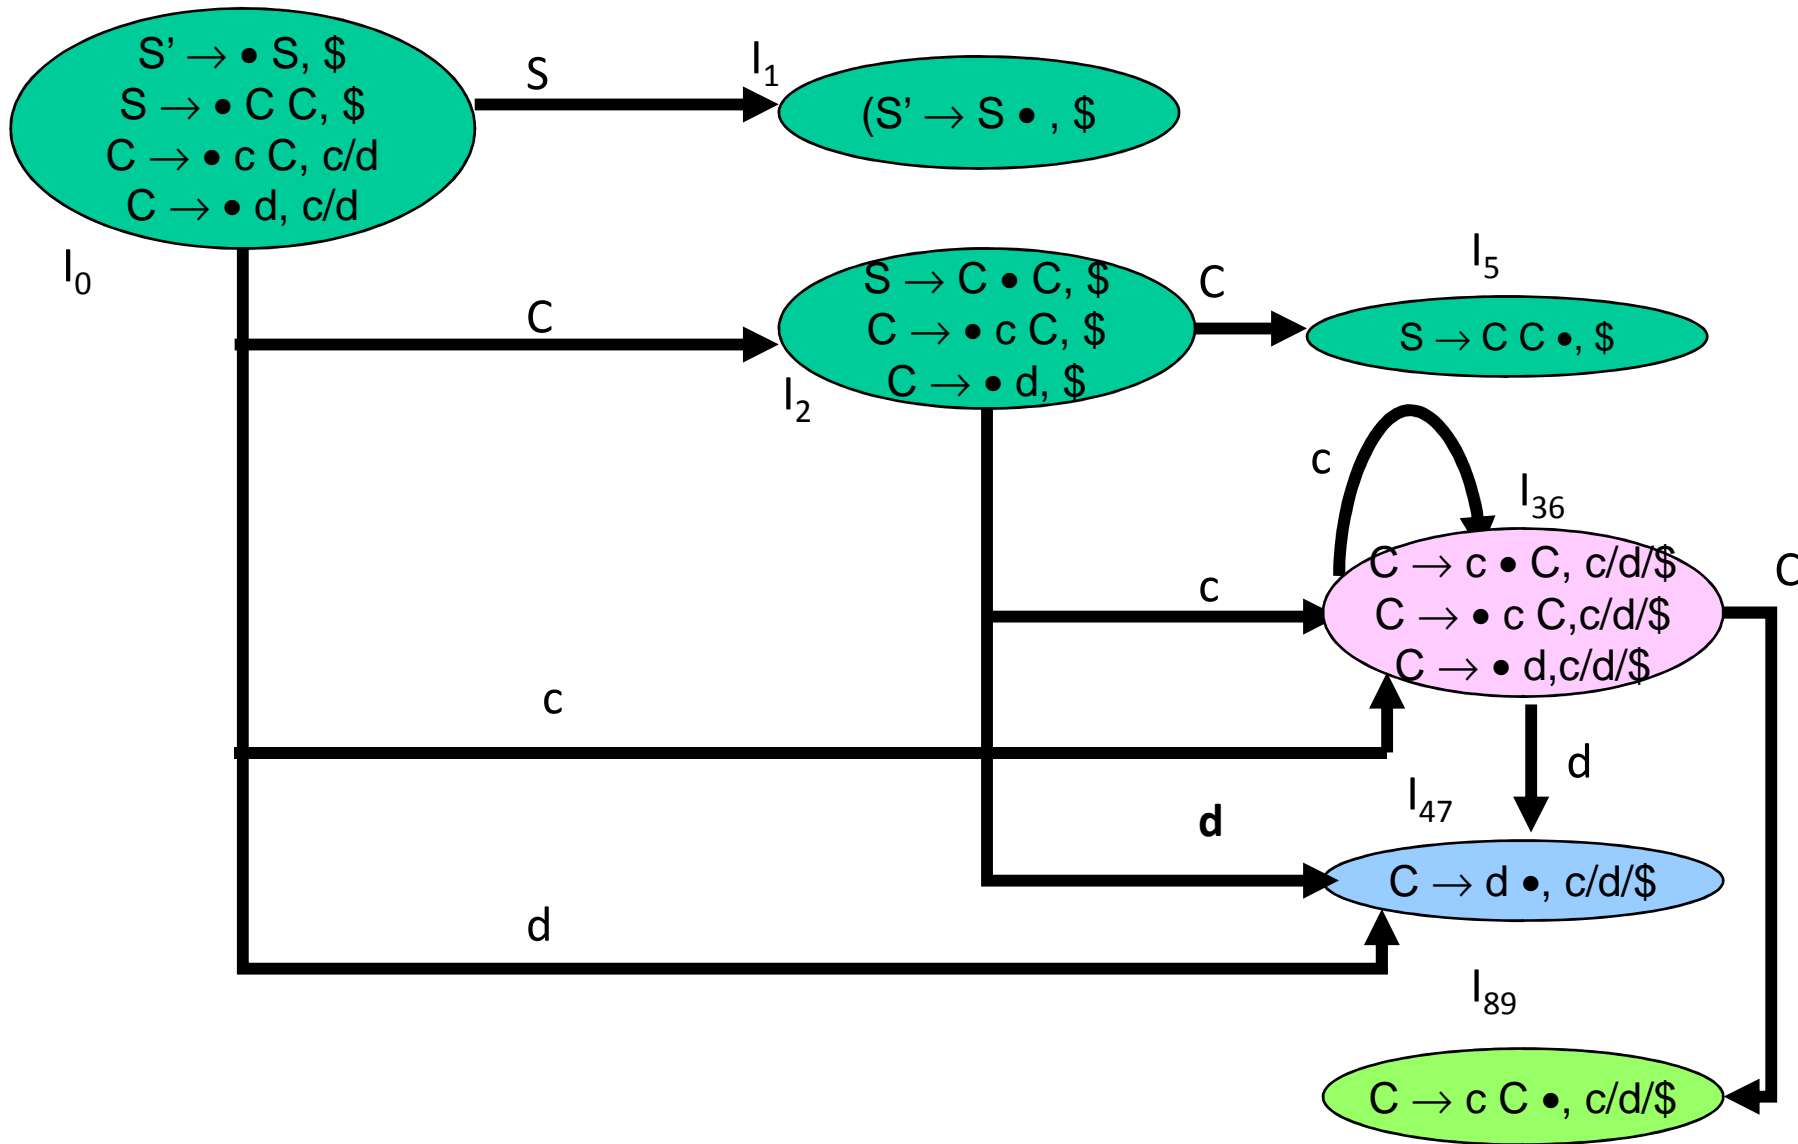 S’ → • S, $
S → • C C, $
C → • c C, c/d
C → • d, c/d
I0
S
I1
(S’ → S • , $
C
S → C • C, $
C → • c C, $
C → • d, $
I2
C
I5
S → C C •, $
c
I36
C → c • C, c/d/$
C → • c C,c/d/$
C → • d,c/d/$
C
c
c
d
I47
d
C → d •, c/d/$
d
I89
C → c C •, c/d/$